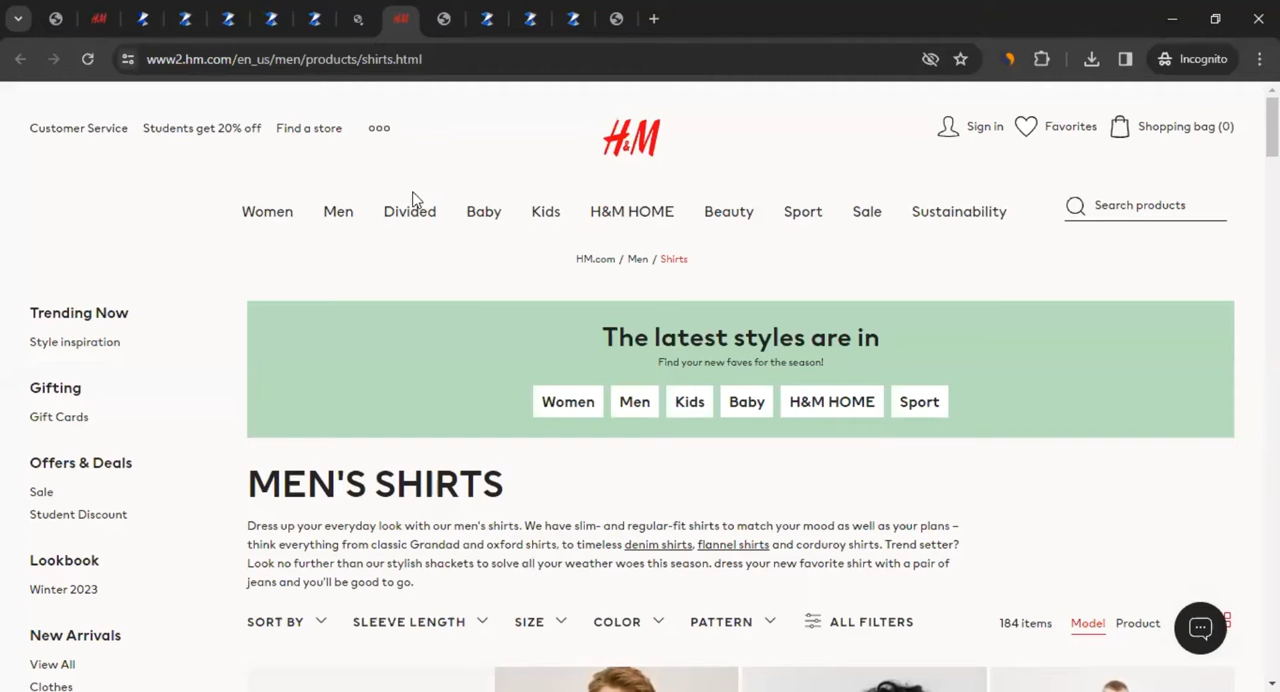 www2.hm.com/en_us/men/products/shirts.html
Incognito
Customer Service Students get 20% off Find a store
H&M
Sign in Favorites Shopping bag (0)
Women Men Divided Baby Kids H&M HOME Beauty Sport Sale Sustainability
Search products
HM.com / Men / Shirts
Trending Now
Style inspiration
Gifting
Gift Cards
Offers & Deals
Sale
Student Discount
Lookbook
Winter 2023
New Arrivals
View All
Clothes
The latest styles are in
Find your new faves for the season!
Women Men Kids Baby H&M HOME Sport
MEN'S SHIRTS
Dress up your everyday look with our men's shirts. We have slim- and regular-fit shirts to match your mood as well as your plans –
think everything from classic Grandad and oxford shirts, to timeless denim shirts, flannel shirts and corduroy shirts. Trend setter?
Look no further than our stylish shackets to solve all your weather woes this season. dress your new favorite shirt with a pair of
jeans and you'll be good to go.
SORT BY SLEEVE LENGTH SIZE COLOR PATTERN ALL FILTERS
184 items Model Product